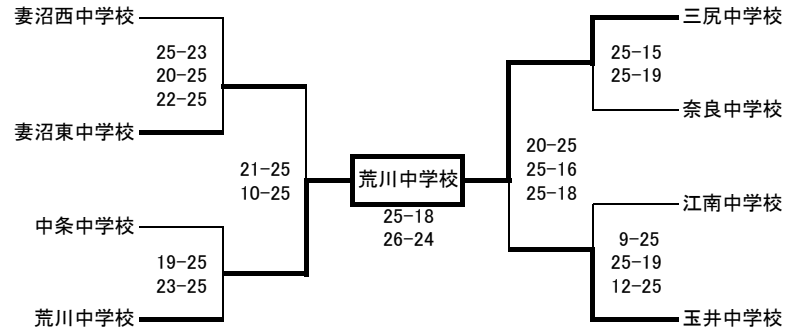 妻沼西中学校
25-23
20-25
22-25
妻沼東中学校
21-25
10-25
中条中学校
19-25
23-25
荒川中学校
荒川中学校
25-18
26-24
三尻中学校
25-15
25-19
奈良中学校
20-25
25-16
25-18
江南中学校
9-25
25-19
12-25
玉井中学校